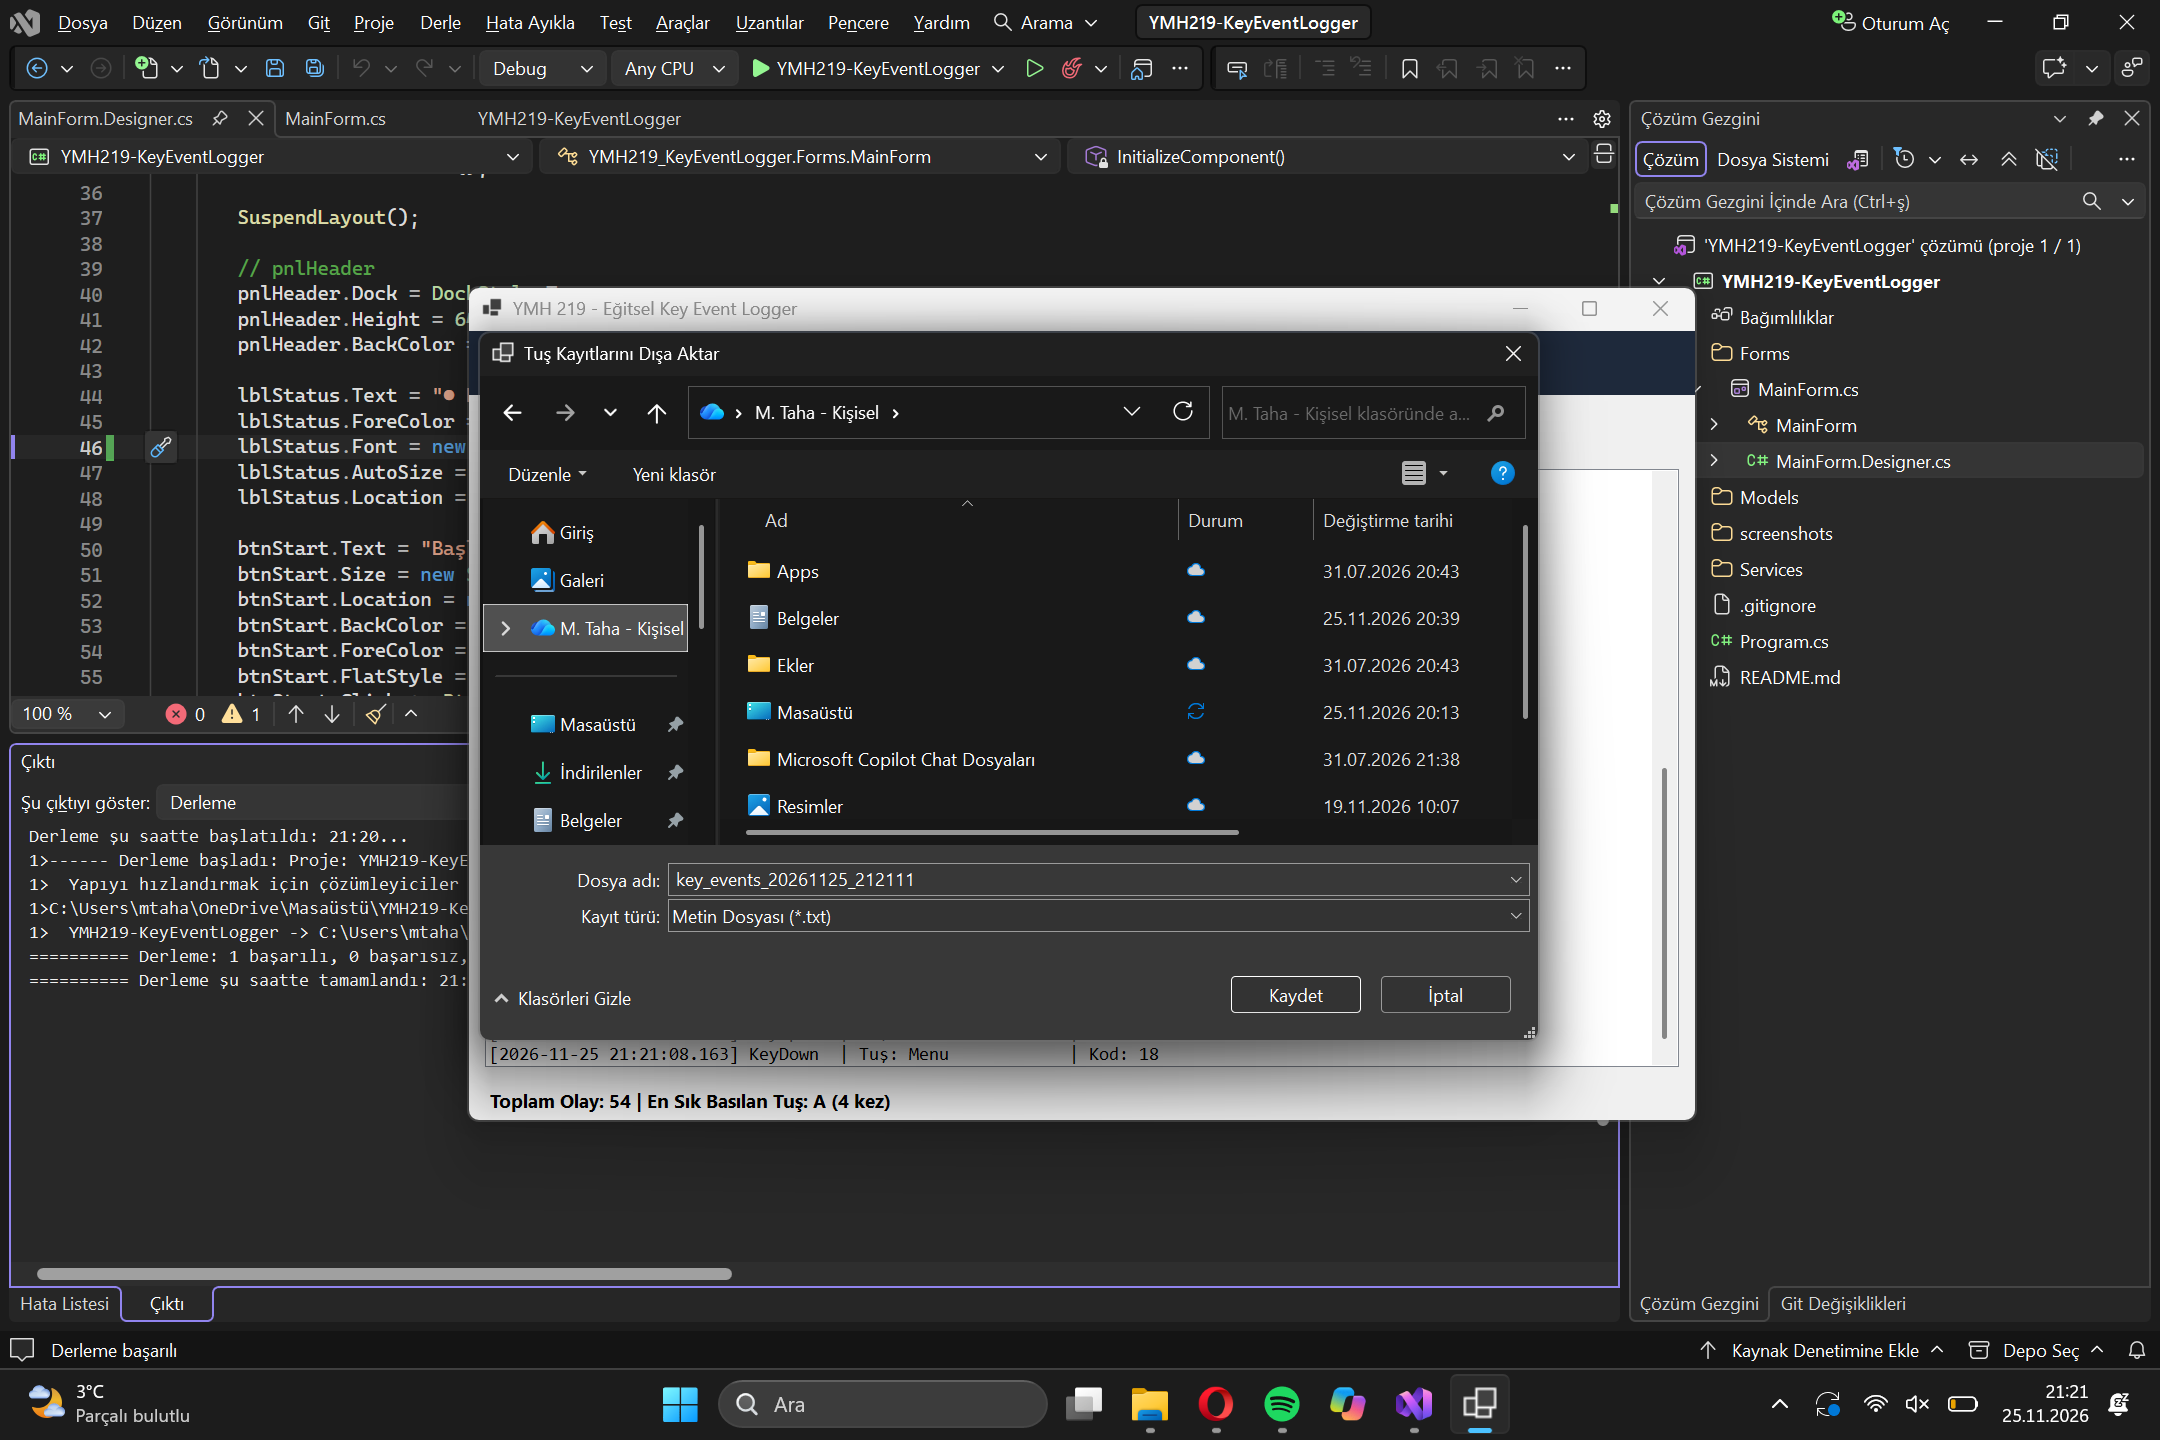 Dosya Düzen Görünüm Git Proje Derle Hata Ayıkla Test Araçlar Uzantılar Pencere Yardım Arama YMH219-KeyEventLogger Oturum Aç
Debug Any CPU YMH219-KeyEventLogger
MainForm.Designer.cs MainForm.cs YMH219-KeyEventLogger
YMH219-KeyEventLogger YMH219_KeyEventLogger.Forms.MainForm InitializeComponent()
36
37 SuspendLayout();
38
39 // pnlHeader
40 pnlHeader.Dock =
41 pnlHeader.Height =
42 pnlHeader.BackColor
43
44 lblStatus.Text = "●
45 lblStatus.ForeColor
46 lblStatus.Font = new
47 lblStatus.AutoSize =
48 lblStatus.Location =
49
50 btnStart.Text = "Baş
51 btnStart.Size = new
52 btnStart.Location =
53 btnStart.BackColor =
54 btnStart.ForeColor =
55 btnStart.FlatStyle =
100 % 0 1
Çıktı
Şu çıktıyı göster: Derleme
Derleme şu saatte başlatıldı: 21:20...
1>------ Derleme başladı: Proje: YMH219-KeyE
1> Yapıyı hızlandırmak için çözümleyiciler
1>C:\Users\mtaha\OneDrive\Masaüstü\YMH219-Ke
1> YMH219-KeyEventLogger -> C:\Users\mtaha\
========== Derleme: 1 başarılı, 0 başarısız,
========== Derleme şu saatte tamamlandı: 21:
Hata Listesi Çıktı
YMH 219 - Eğitsel Key Event Logger
Tuş Kayıtlarını Dışa Aktar
M. Taha - Kişisel
M. Taha - Kişisel klasöründe a...
Düzenle Yeni klasör
Giriş
Galeri
M. Taha - Kişisel
Masaüstü
İndirilenler
Belgeler
Ad Durum Değiştirme tarihi
Apps 31.07.2026 20:43
Belgeler 25.11.2026 20:39
Ekler 31.07.2026 20:43
Masaüstü 25.11.2026 20:13
Microsoft Copilot Chat Dosyaları 31.07.2026 21:38
Resimler 19.11.2026 10:07
Dosya adı: key_events_20261125_212111
Kayıt türü: Metin Dosyası (*.txt)
Klasörleri Gizle Kaydet İptal
[2026-11-25 21:21:08.163] KeyDown | Tuş: Menu | Kod: 18
Toplam Olay: 54 | En Sık Basılan Tuş: A (4 kez)
Çözüm Gezgini
Çözüm Dosya Sistemi
Çözüm Gezgini İçinde Ara (Ctrl+ş)
'YMH219-KeyEventLogger' çözümü (proje 1 / 1)
C# YMH219-KeyEventLogger
Bağımlılıklar
Forms
MainForm.cs
MainForm
C# MainForm.Designer.cs
Models
screenshots
Services
.gitignore
C# Program.cs
README.md
Çözüm Gezgini Git Değişiklikleri
Derleme başarılı Kaynak Denetimine Ekle Depo Seç
3°C
Parçalı bulutlu
Ara
21:21
25.11.2026